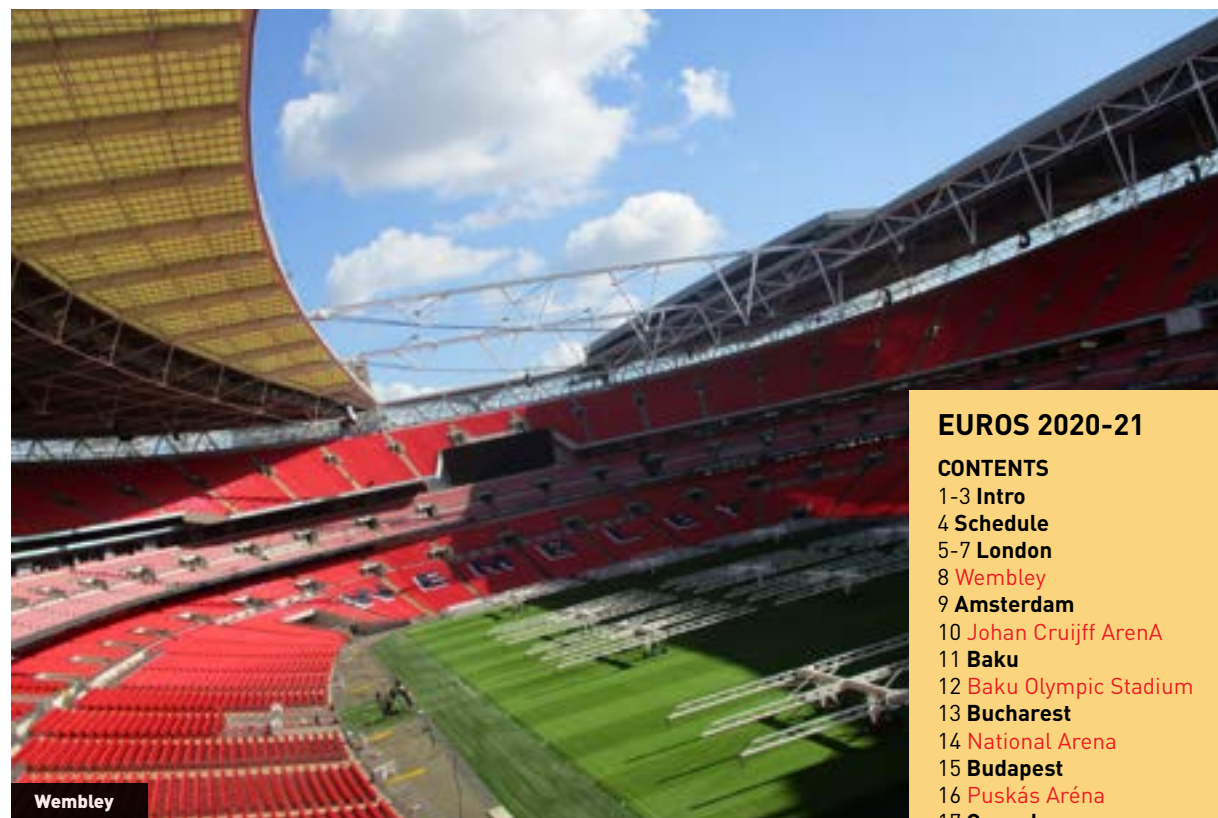 WEMBLEY
EUROS 2020-21
CONTENTS
1-3 Intro
4 Schedule
5-7 London
8 Wembley
9 Amsterdam
10 Johan Cruijff ArenA
11 Baku
12 Baku Olympic Stadium
13 Bucharest
14 National Arena
15 Budapest
16 Puskás Aréna
Wembley